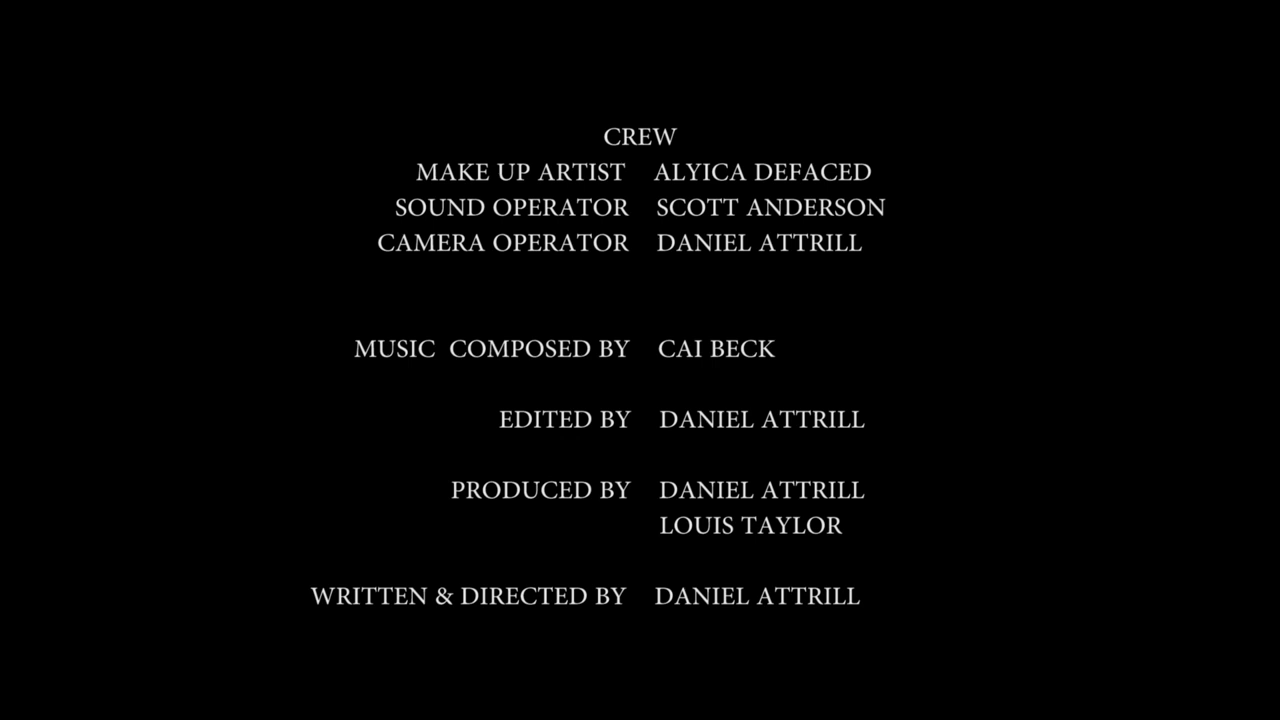 CREW
MAKE UP ARTIST ALYICA DEFACED
SOUND OPERATOR SCOTT ANDERSON
CAMERA OPERATOR DANIEL ATTRILL
MUSIC COMPOSED BY CAI BECK
EDITED BY DANIEL ATTRILL
PRODUCED BY DANIEL ATTRILL
LOUIS TAYLOR
WRITTEN & DIRECTED BY DANIEL ATTRILL